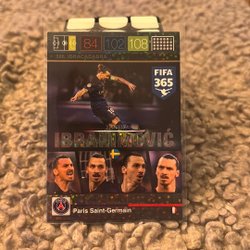 84 102 108
FIFA
365
IBRAHIMOVIĆ
Paris Saint-Germain